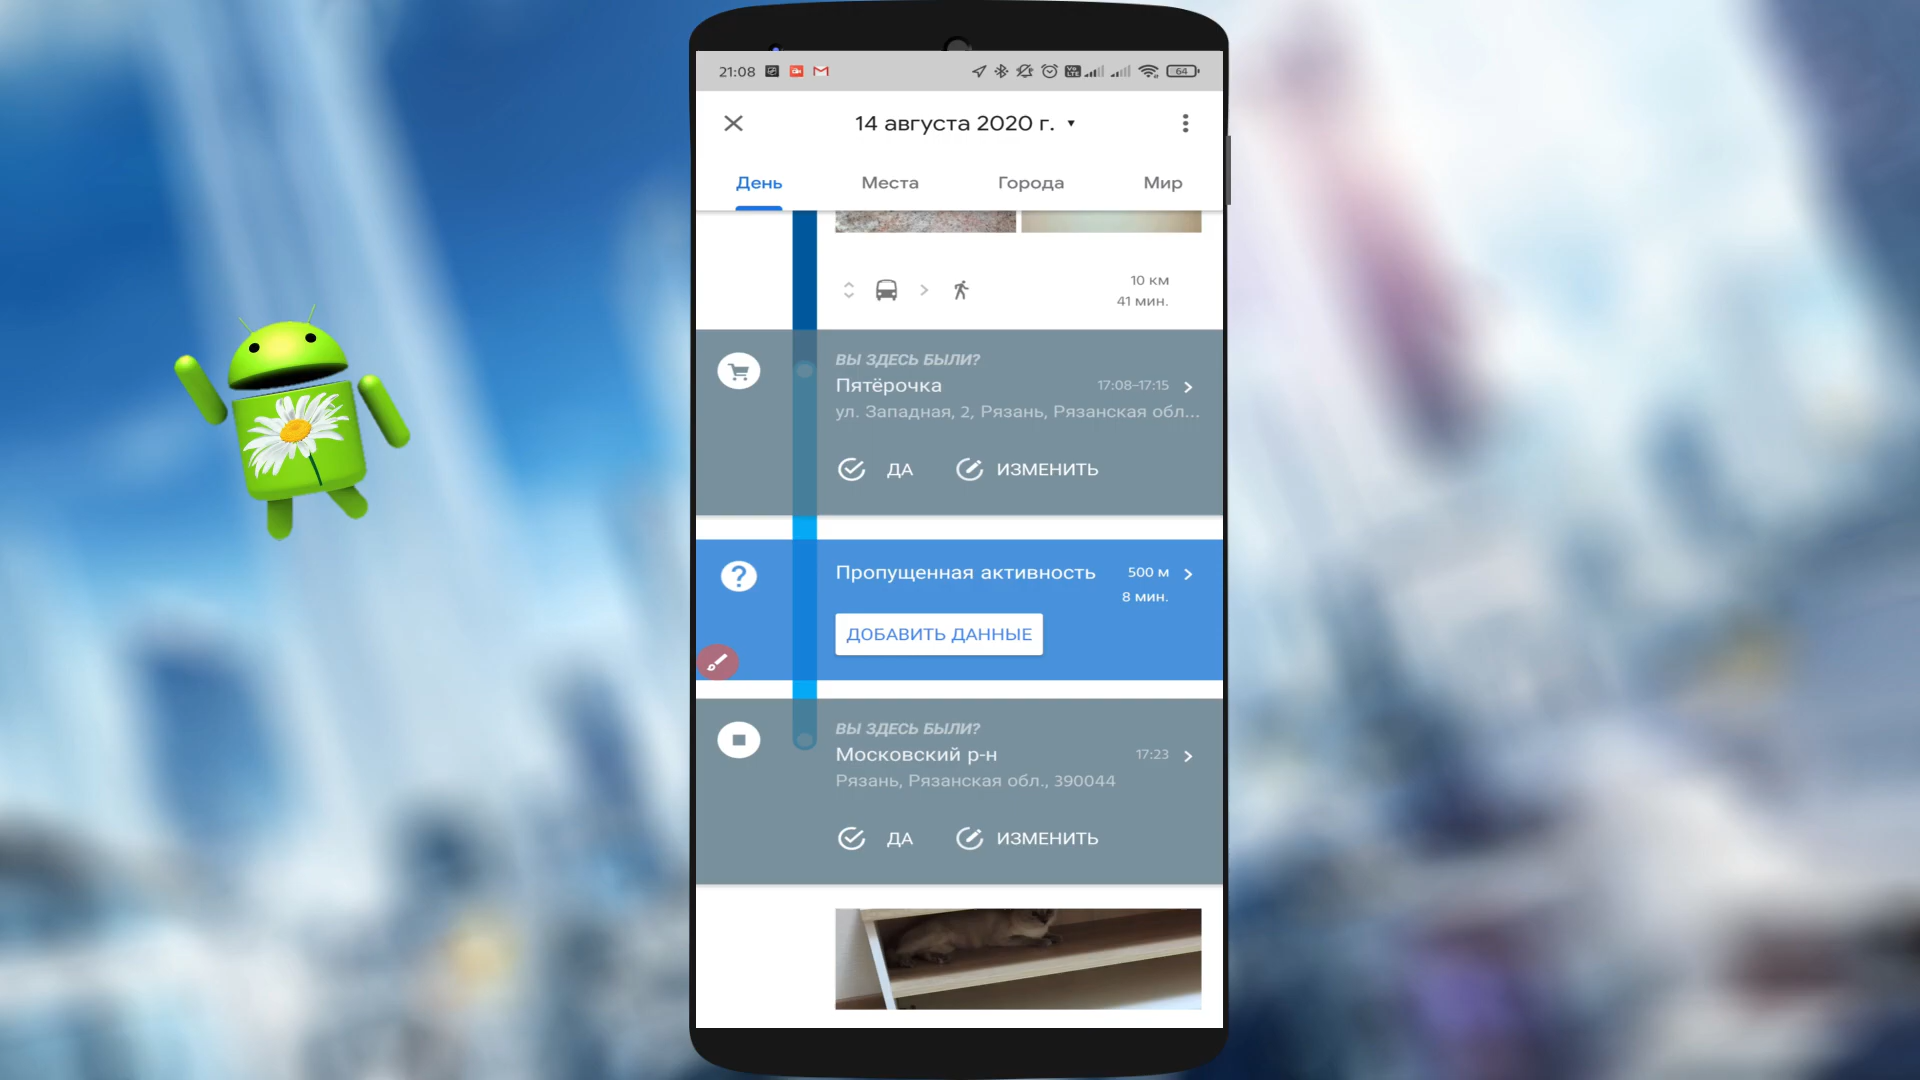 21:08
64
14 августа 2020 г.
День Места Города Мир
10 км
41 мин.
ВЫ ЗДЕСЬ БЫЛИ?
Пятёрочка 17:08–17:15
ул. Западная, 2, Рязань, Рязанская обл...
ДА ИЗМЕНИТЬ
Пропущенная активность 500 м
8 мин.
ДОБАВИТЬ ДАННЫЕ
ВЫ ЗДЕСЬ БЫЛИ?
Московский р-н 17:23
Рязань, Рязанская обл., 390044
ДА ИЗМЕНИТЬ